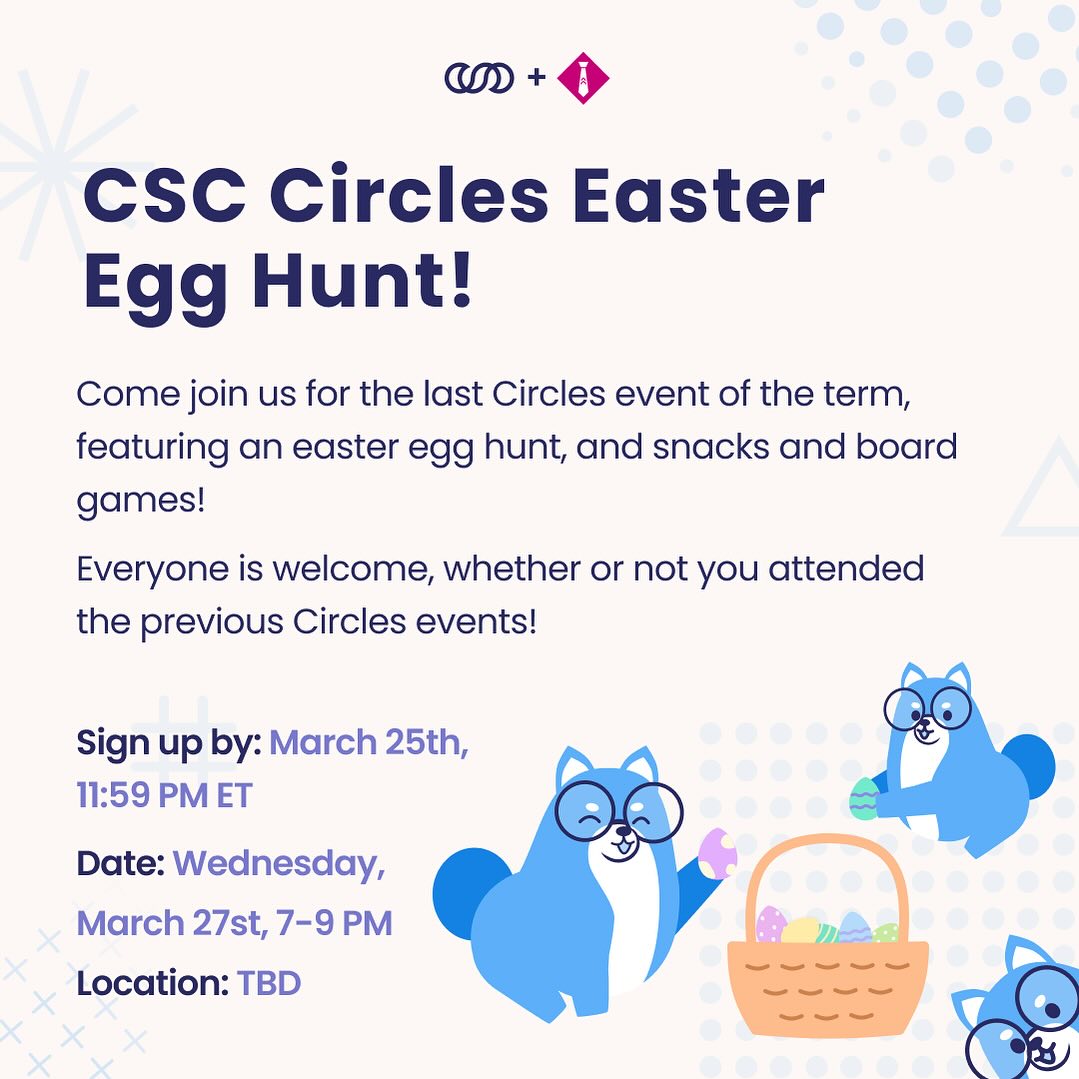 +
CSC Circles Easter
Egg Hunt!
Come join us for the last Circles event of the term,
featuring an easter egg hunt, and snacks and board
games!
Everyone is welcome, whether or not you attended
the previous Circles events!
Sign up by: March 25th,
11:59 PM ET
Date: Wednesday,
March 27st, 7-9 PM
Location: TBD